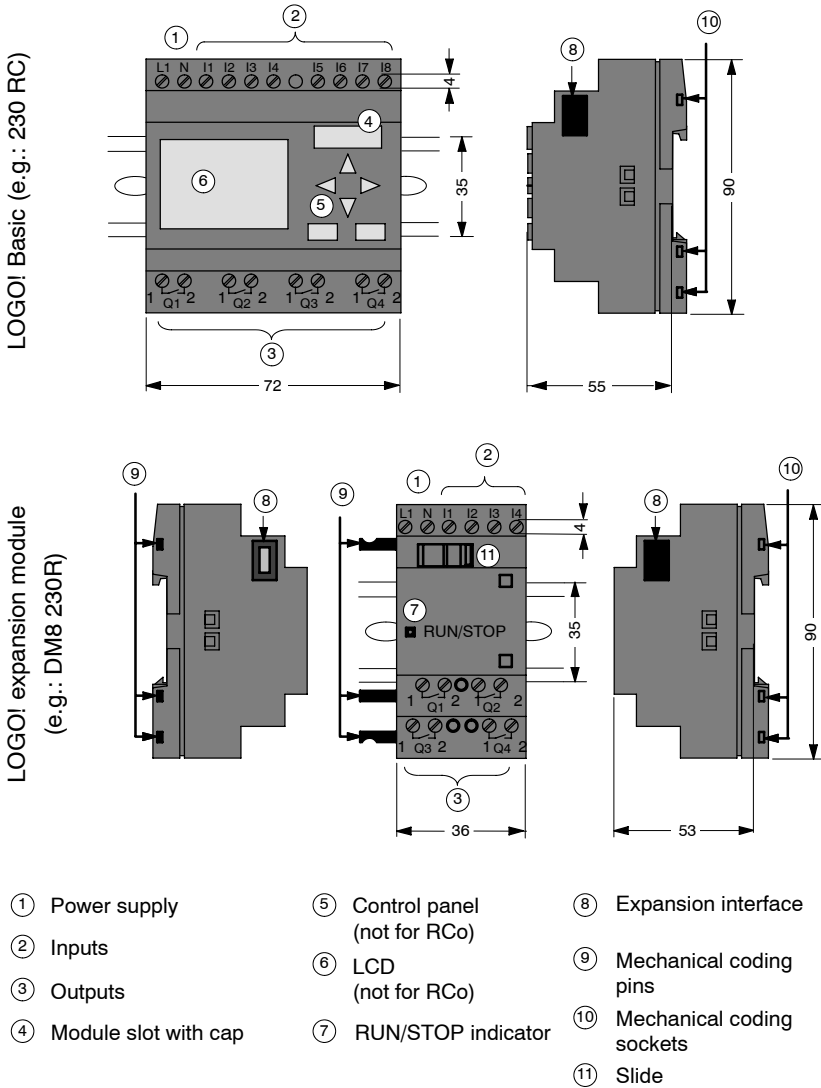 LOGO! Basic (e.g.: 230 RC)
1
2
L1 N I1 I2 I3 I4 I5 I6 I7 I8
4
4
6
5
35
1 Q1 2 1 Q2 2 1 Q3 2 1 Q4 2
3
72
8
10
90
55
LOGO! expansion module
(e.g.: DM8 230R)
9
8
9
1
2
L1 N I1 I2 I3 I4
4
11
7
RUN/STOP
35
1 Q1 2 1 Q2 2
1 Q3 2 1 Q4 2
3
36
8
10
90
53
1 Power supply
2 Inputs
3 Outputs
4 Module slot with cap
5 Control panel
(not for RCo)
6 LCD
(not for RCo)
7 RUN/STOP indicator
8 Expansion interface
9 Mechanical coding
pins
10 Mechanical coding
sockets
11 Slide